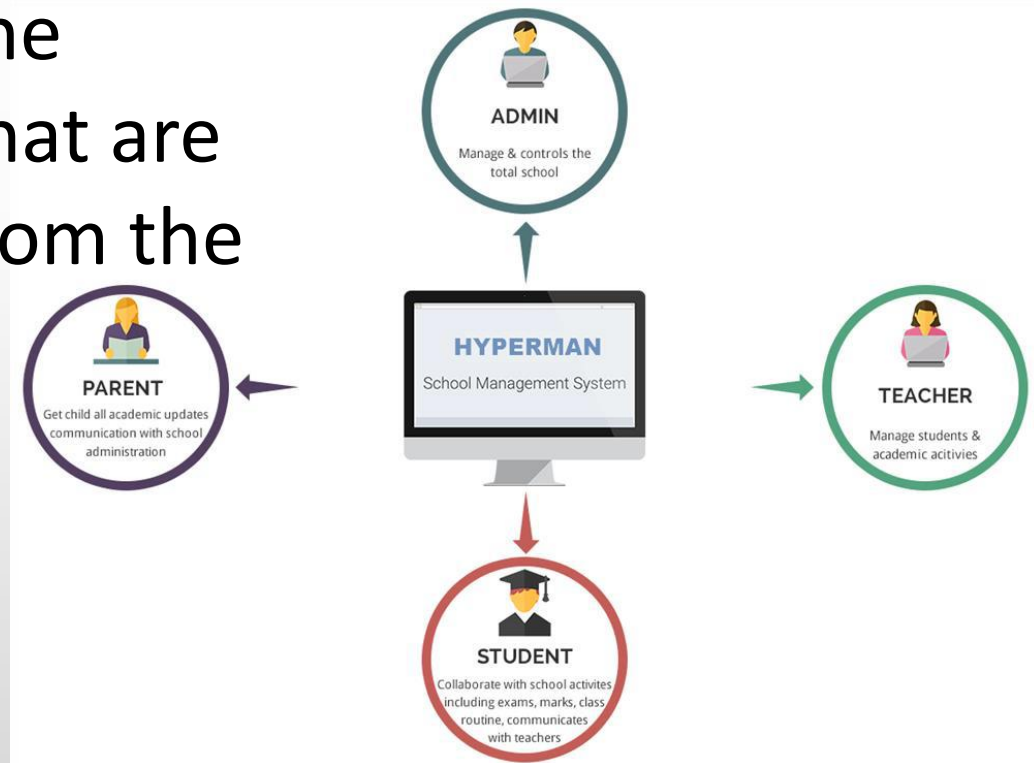 ne
nat are
om the
ADMIN
Manage & controls the
total school
HYPERMAN
School Management System
PARENT
Get child all academic updates
communication with school
administration
TEACHER
Manage students &
academic acitivies
STUDENT
Collaborate with school activites
including exams, marks, class
routine, communicates
with teachers